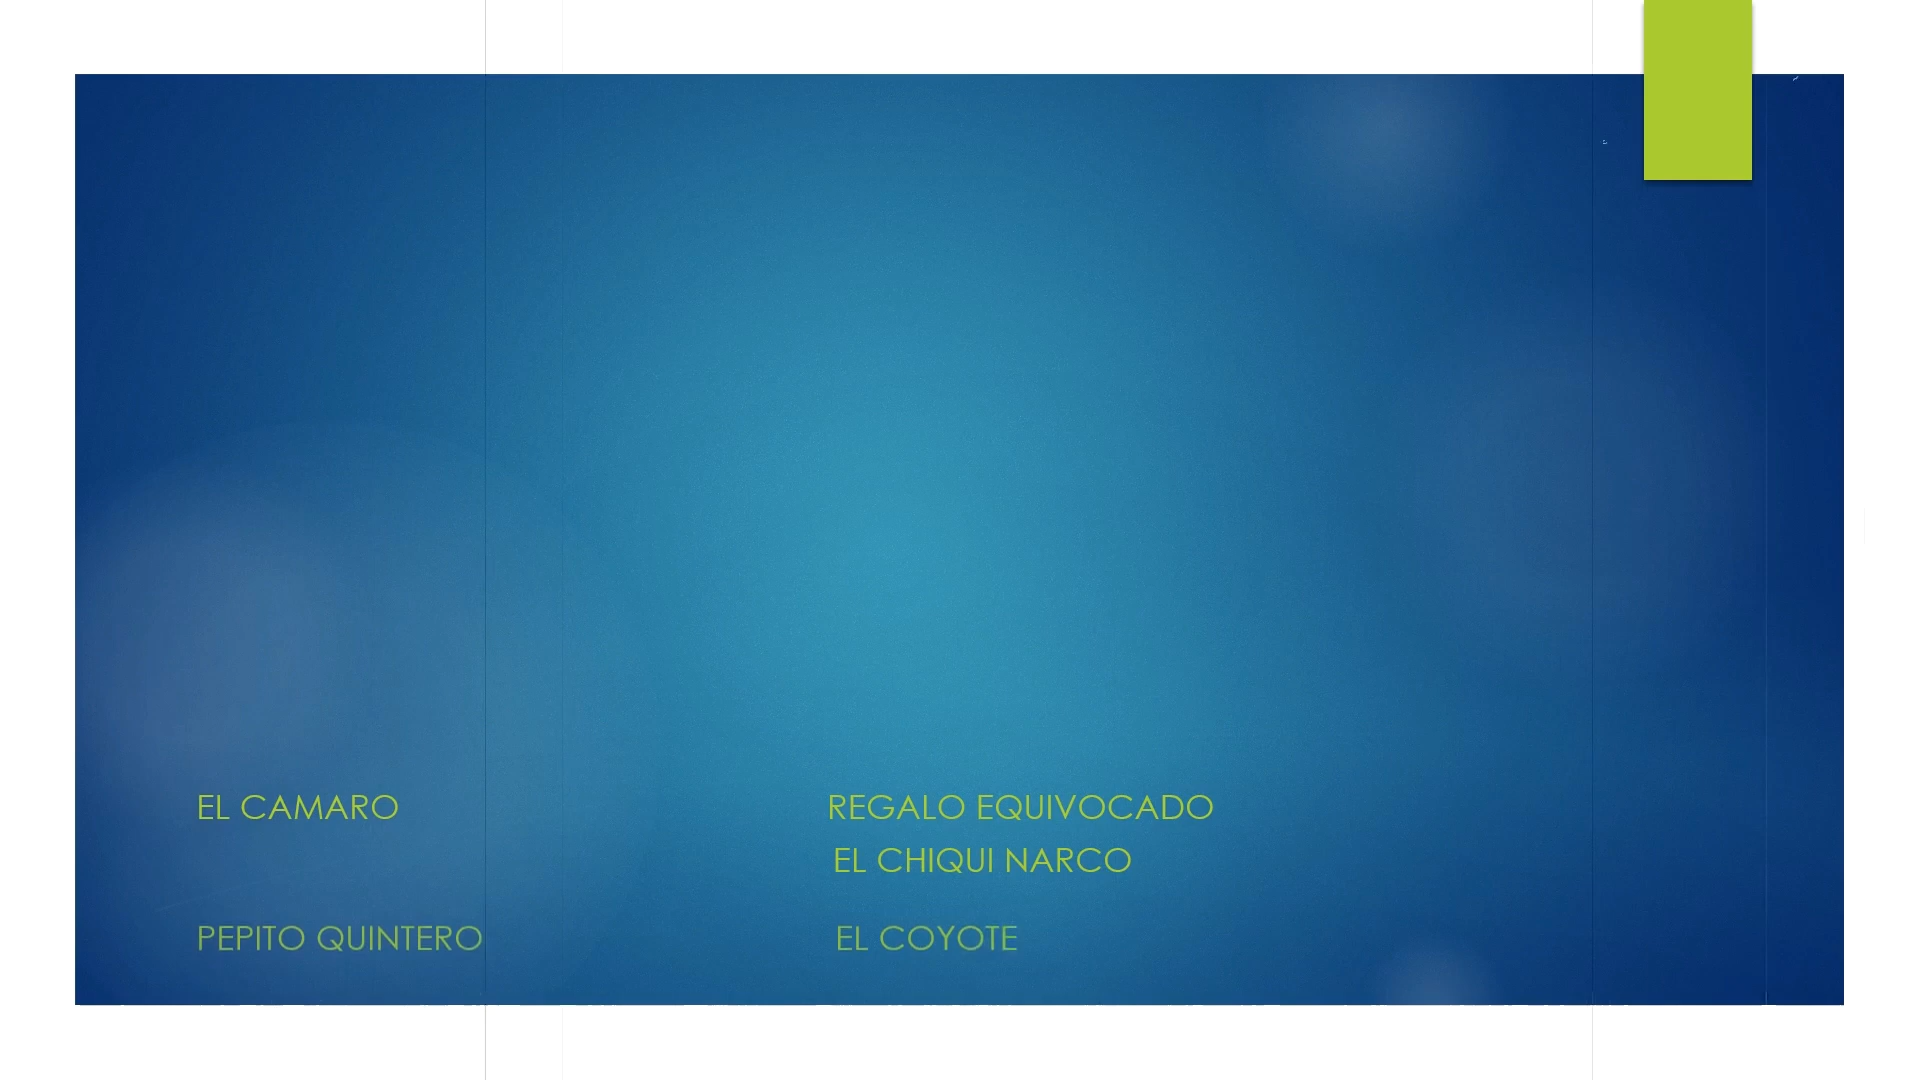 EL CAMARO REGALO EQUIVOCADO
EL CHIQUI NARCO
PEPITO QUINTERO EL COYOTE